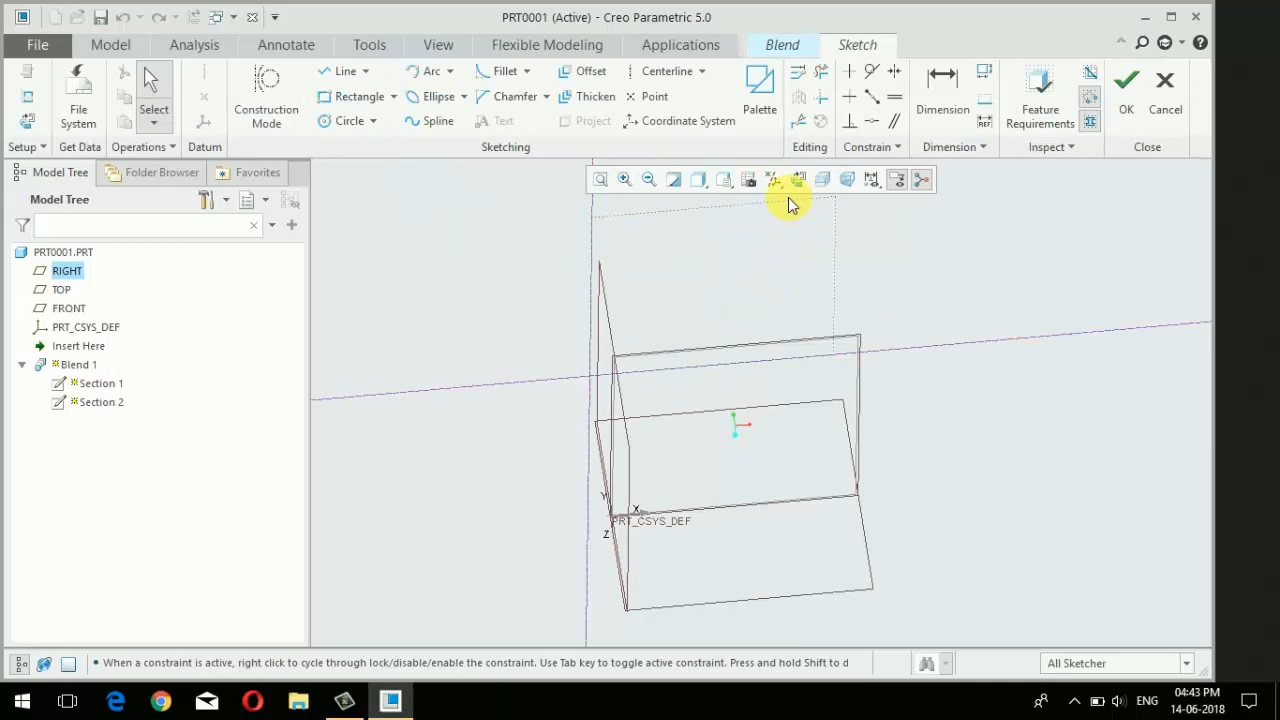 PRT0001 (Active) - Creo Parametric 5.0
File Model Analysis Annotate Tools View Flexible Modeling Applications Blend Sketch
File System
Select
Construction Mode
Line
Rectangle
Circle
Arc
Ellipse
Spline
Fillet
Chamfer
Text
Offset
Thicken
Project
Centerline
Point
Coordinate System
Palette
Dimension
Feature Requirements
OK
Cancel
Setup Get Data Operations Datum Sketching Editing Constrain Dimension Inspect Close
Model Tree Folder Browser Favorites
Model Tree
PRT0001.PRT
RIGHT
TOP
FRONT
PRT_CSYS_DEF
Insert Here
Blend 1
Section 1
Section 2
Y
X
PRT_CSYS_DEF
Z
• When a constraint is active, right click to cycle through lock/disable/enable the constraint. Use Tab key to toggle active constraint. Press and hold Shift to d
All Sketcher
ENG
04:43 PM
14-06-2018